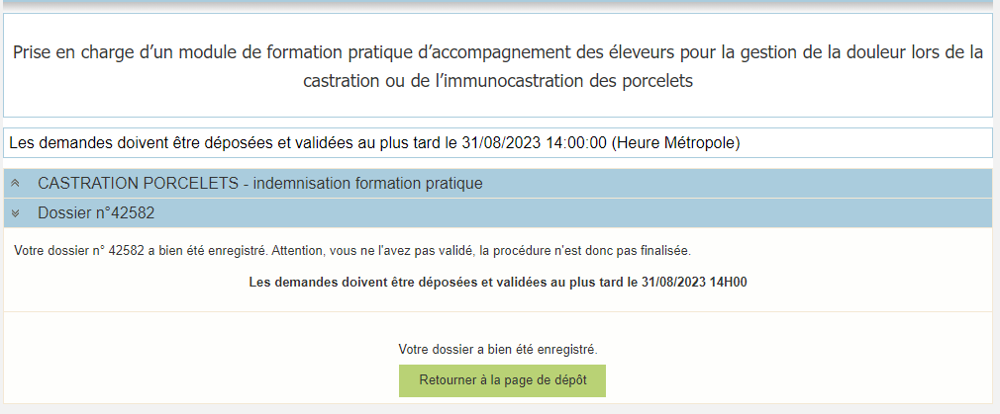 Prise en charge d’un module de formation pratique d’accompagnement des éleveurs pour la gestion de la douleur lors de la
castration ou de l’immunocastration des porcelets
Les demandes doivent être déposées et validées au plus tard le 31/08/2023 14:00:00 (Heure Métropole)
CASTRATION PORCELETS - indemnisation formation pratique
Dossier n°42582
Votre dossier n° 42582 a bien été enregistré. Attention, vous ne l'avez pas validé, la procédure n'est donc pas finalisée.
Les demandes doivent être déposées et validées au plus tard le 31/08/2023 14H00
Votre dossier a bien été enregistré.
Retourner à la page de dépôt